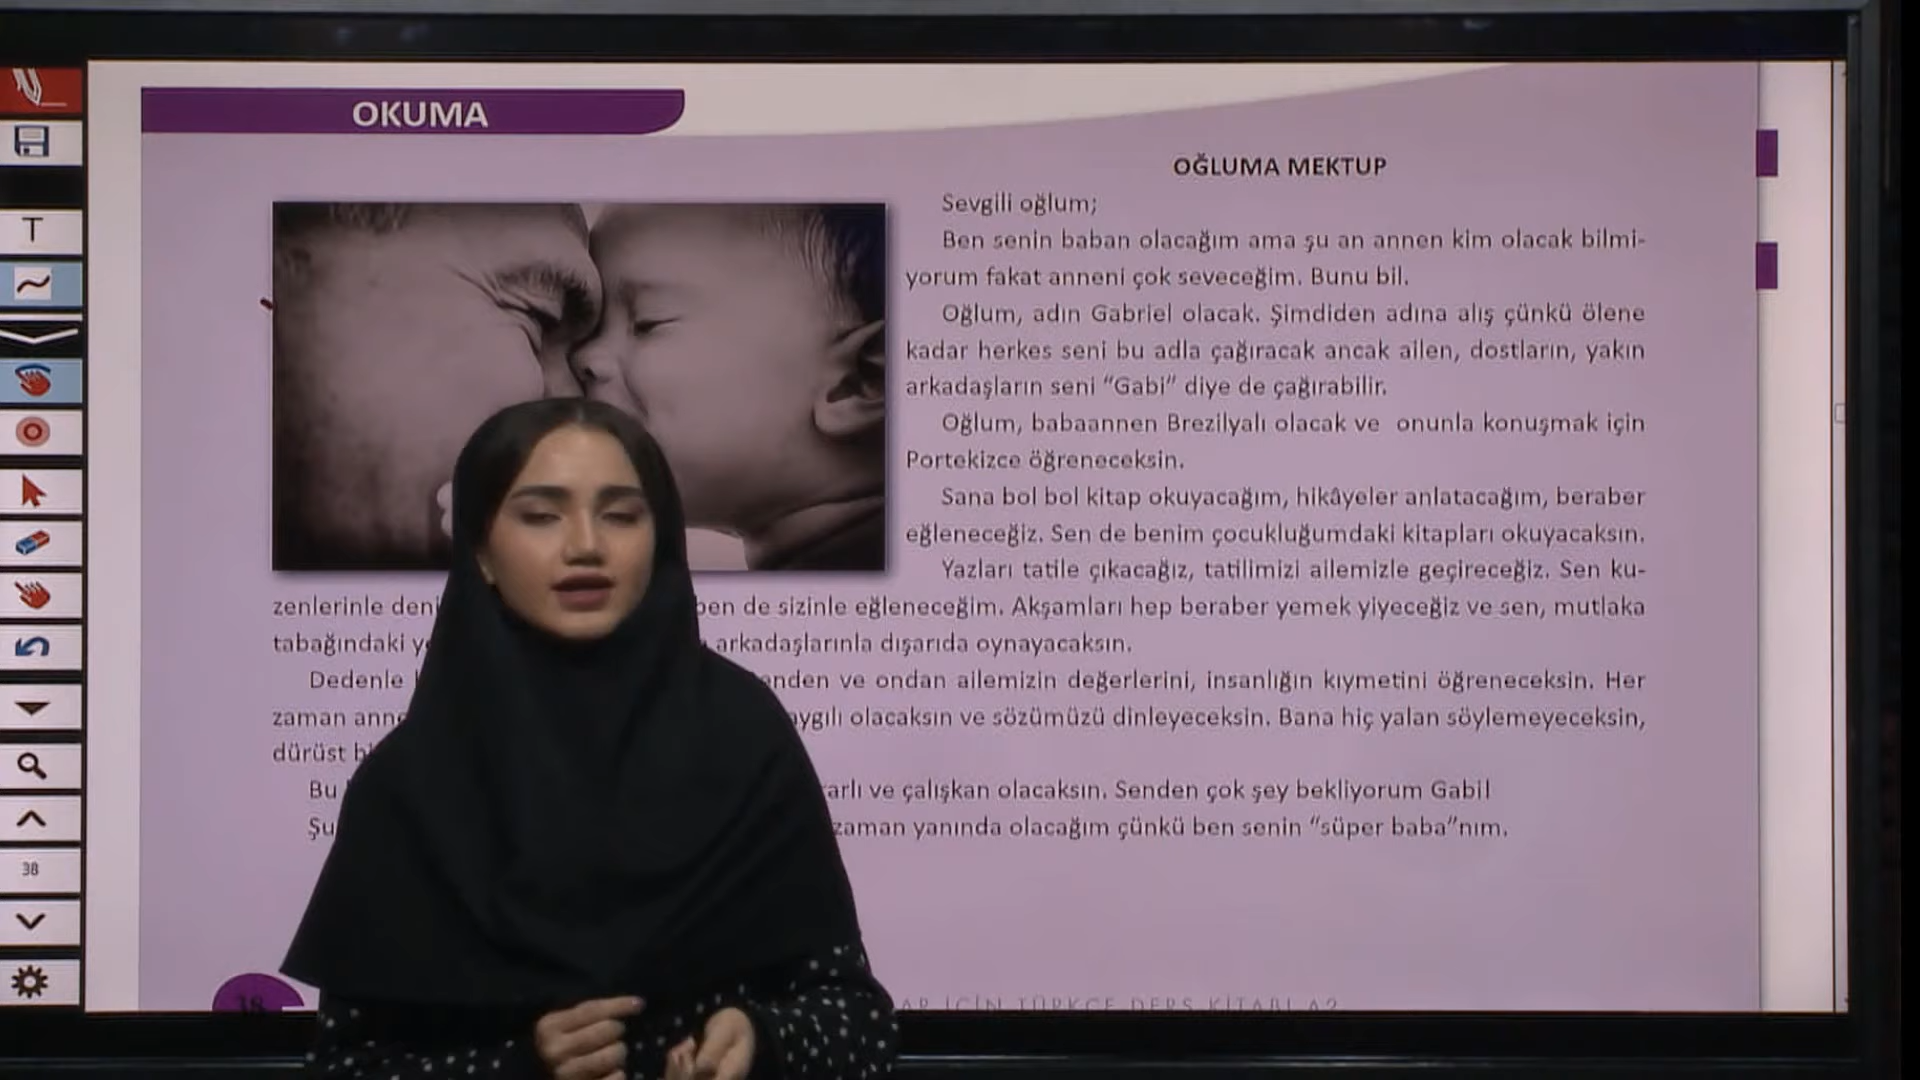 OKUMA
OĞLUMA MEKTUP
Sevgili oğlum;
Ben senin baban olacağım ama şu an annen kim olacak bilmi-
yorum fakat anneni çok seveceğim. Bunu bil.
Oğlum, adın Gabriel olacak. Şimdiden adına alış çünkü ölene
kadar herkes seni bu adla çağıracak ancak ailen, dostların, yakın
arkadaşların seni “Gabi” diye de çağırabilir.
Oğlum, babaannen Brezilyalı olacak ve onunla konuşmak için
Portekizce öğreneceksin.
Sana bol bol kitap okuyacağım, hikâyeler anlatacağım, beraber
eğleneceğiz. Sen de benim çocukluğumdaki kitapları okuyacaksın.
Yazları tatile çıkacağız, tatilimizi ailemizle geçireceğiz. Sen ku-
zenlerinle ben de sizinle eğleneceğim. Akşamları hep beraber yemek yiyeceğiz ve sen, mutlaka
tabağındaki arkadaşlarınla dışarıda oynayacaksın.
Dedenle ve ondan ailemizin değerlerini, insanlığın kıymetini öğreneceksin. Her
zaman olacaksın ve sözümüzü dinleyeceksin. Bana hiç yalan söylemeyeceksin,
dürüst
Bu ve çalışkan olacaksın. Senden çok şey bekliyorum Gabi!
zaman yanında olacağım çünkü ben senin “süper baba”nım.
T
38
38
İÇİN TÜRKÇE DERS KİTABI A2